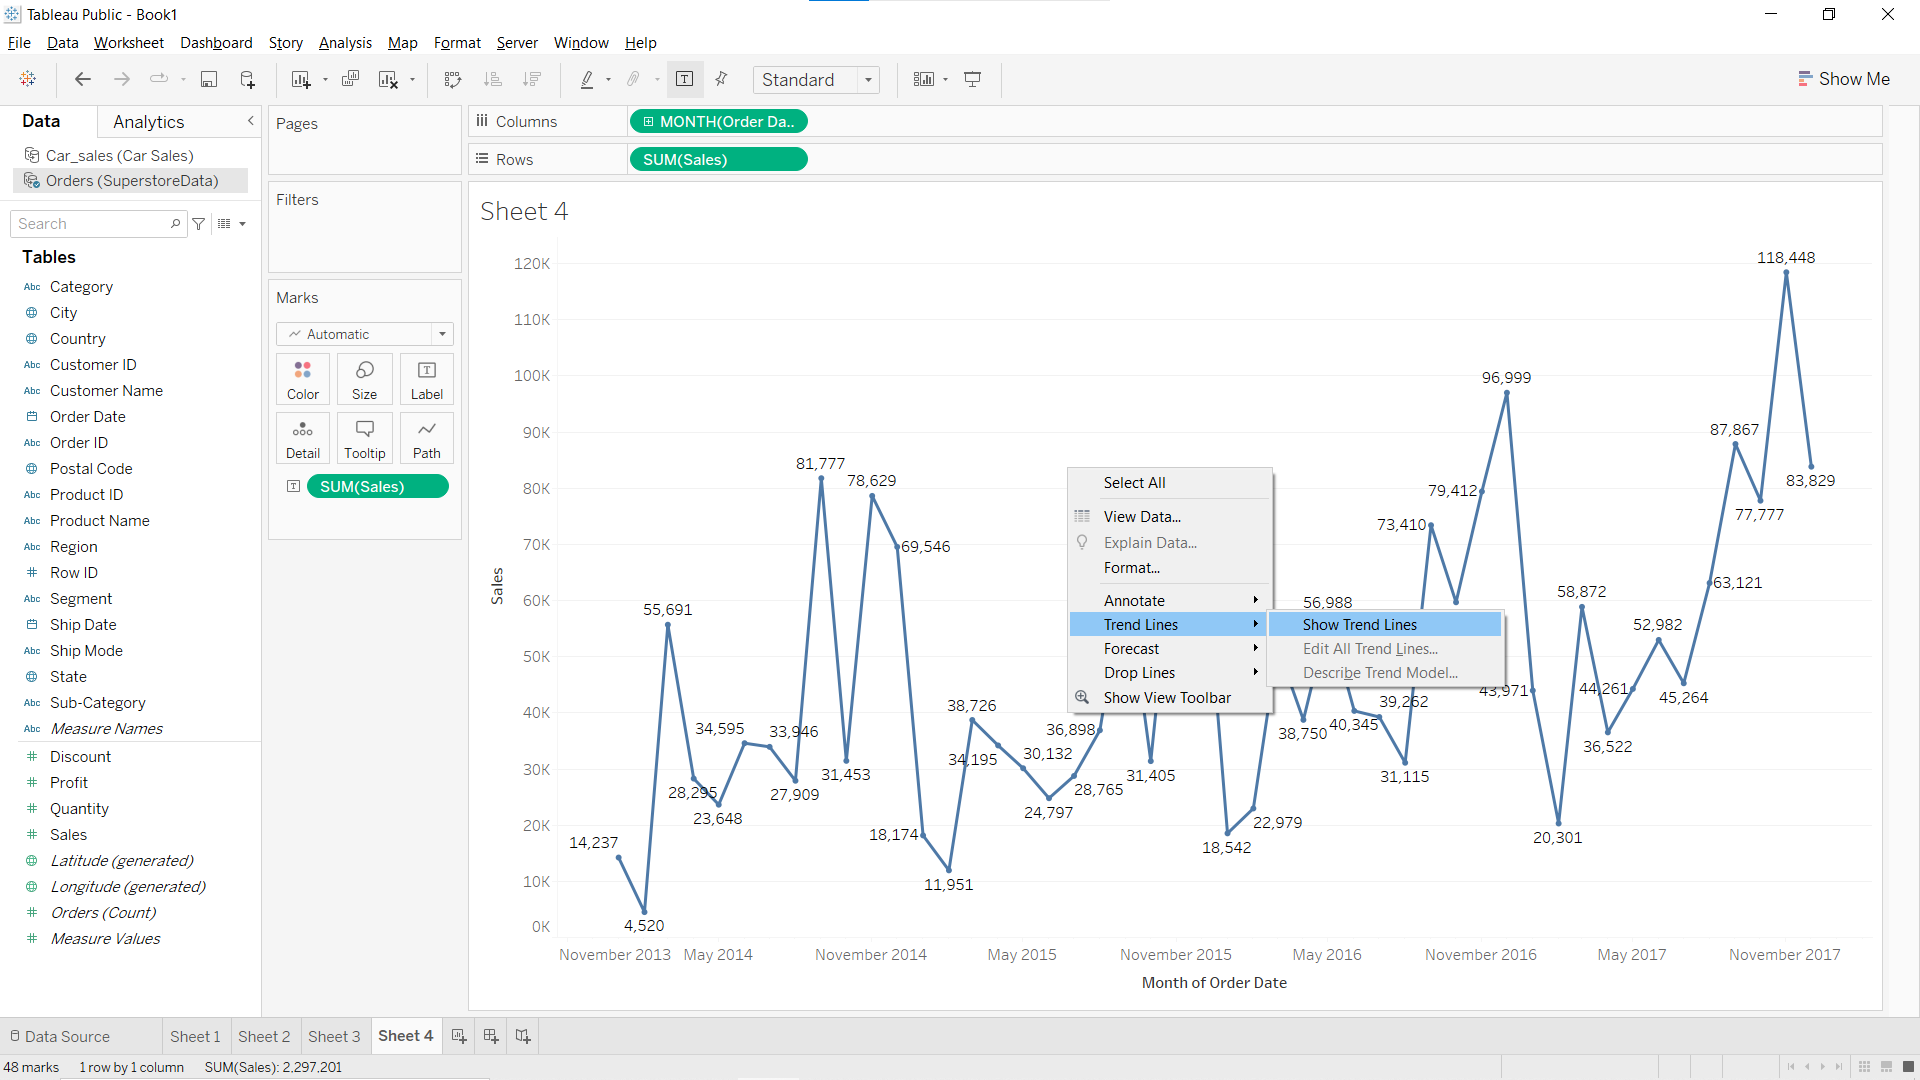 Tableau Public - Book1
File Data Worksheet Dashboard Story Analysis Map Format Server Window Help
Standard
Show Me
Data Analytics
Car_sales (Car Sales)
Orders (SuperstoreData)
Search
Tables
Abc Category
City
Country
Abc Customer ID
Abc Customer Name
Order Date
Abc Order ID
Postal Code
Abc Product ID
Abc Product Name
Abc Region
# Row ID
Abc Segment
Ship Date
Abc Ship Mode
State
Abc Sub-Category
Abc Measure Names
# Discount
# Profit
# Quantity
# Sales
Latitude (generated)
Longitude (generated)
# Orders (Count)
# Measure Values
Pages
Filters
Marks
Automatic
Color Size Label
Detail Tooltip Path
SUM(Sales)
Columns MONTH(Order Da..
Rows SUM(Sales)
Sheet 4
120K
110K
100K
90K
80K
70K
60K
50K
40K
30K
20K
10K
0K
Sales
14,237
4,520
55,691
28,295
23,648
34,595
33,946
27,909
81,777
31,453
78,629
69,546
18,174
11,951
38,726
34,195
30,132
24,797
28,765
36,898
31,405
18,542
22,979
38,750
56,988
40,345
39,262
31,115
73,410
79,412
96,999
43,971
20,301
58,872
36,522
44,261
52,982
45,264
63,121
87,867
77,777
118,448
83,829
November 2013 May 2014 November 2014 May 2015 November 2015 May 2016 November 2016 May 2017 November 2017
Month of Order Date
Select All
View Data...
Explain Data...
Format...
Annotate
Trend Lines
Forecast
Drop Lines
Show View Toolbar
Show Trend Lines
Edit All Trend Lines...
Describe Trend Model...
Data Source Sheet 1 Sheet 2 Sheet 3 Sheet 4
48 marks 1 row by 1 column SUM(Sales): 2,297,201